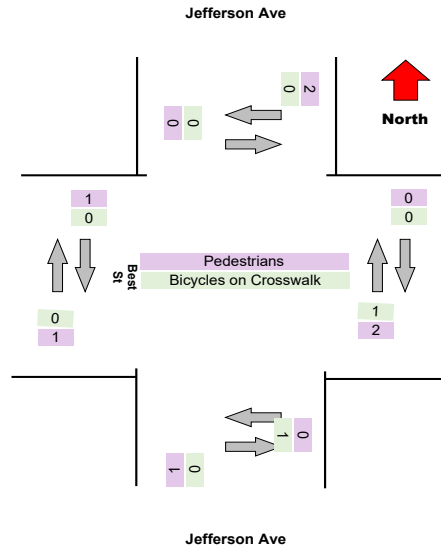 Jefferson Ave
0 2
0 0
North
1
0
0
0
Best
St
Pedestrians
Bicycles on Crosswalk
0
1
1
2
1 0
1 0
Jefferson Ave